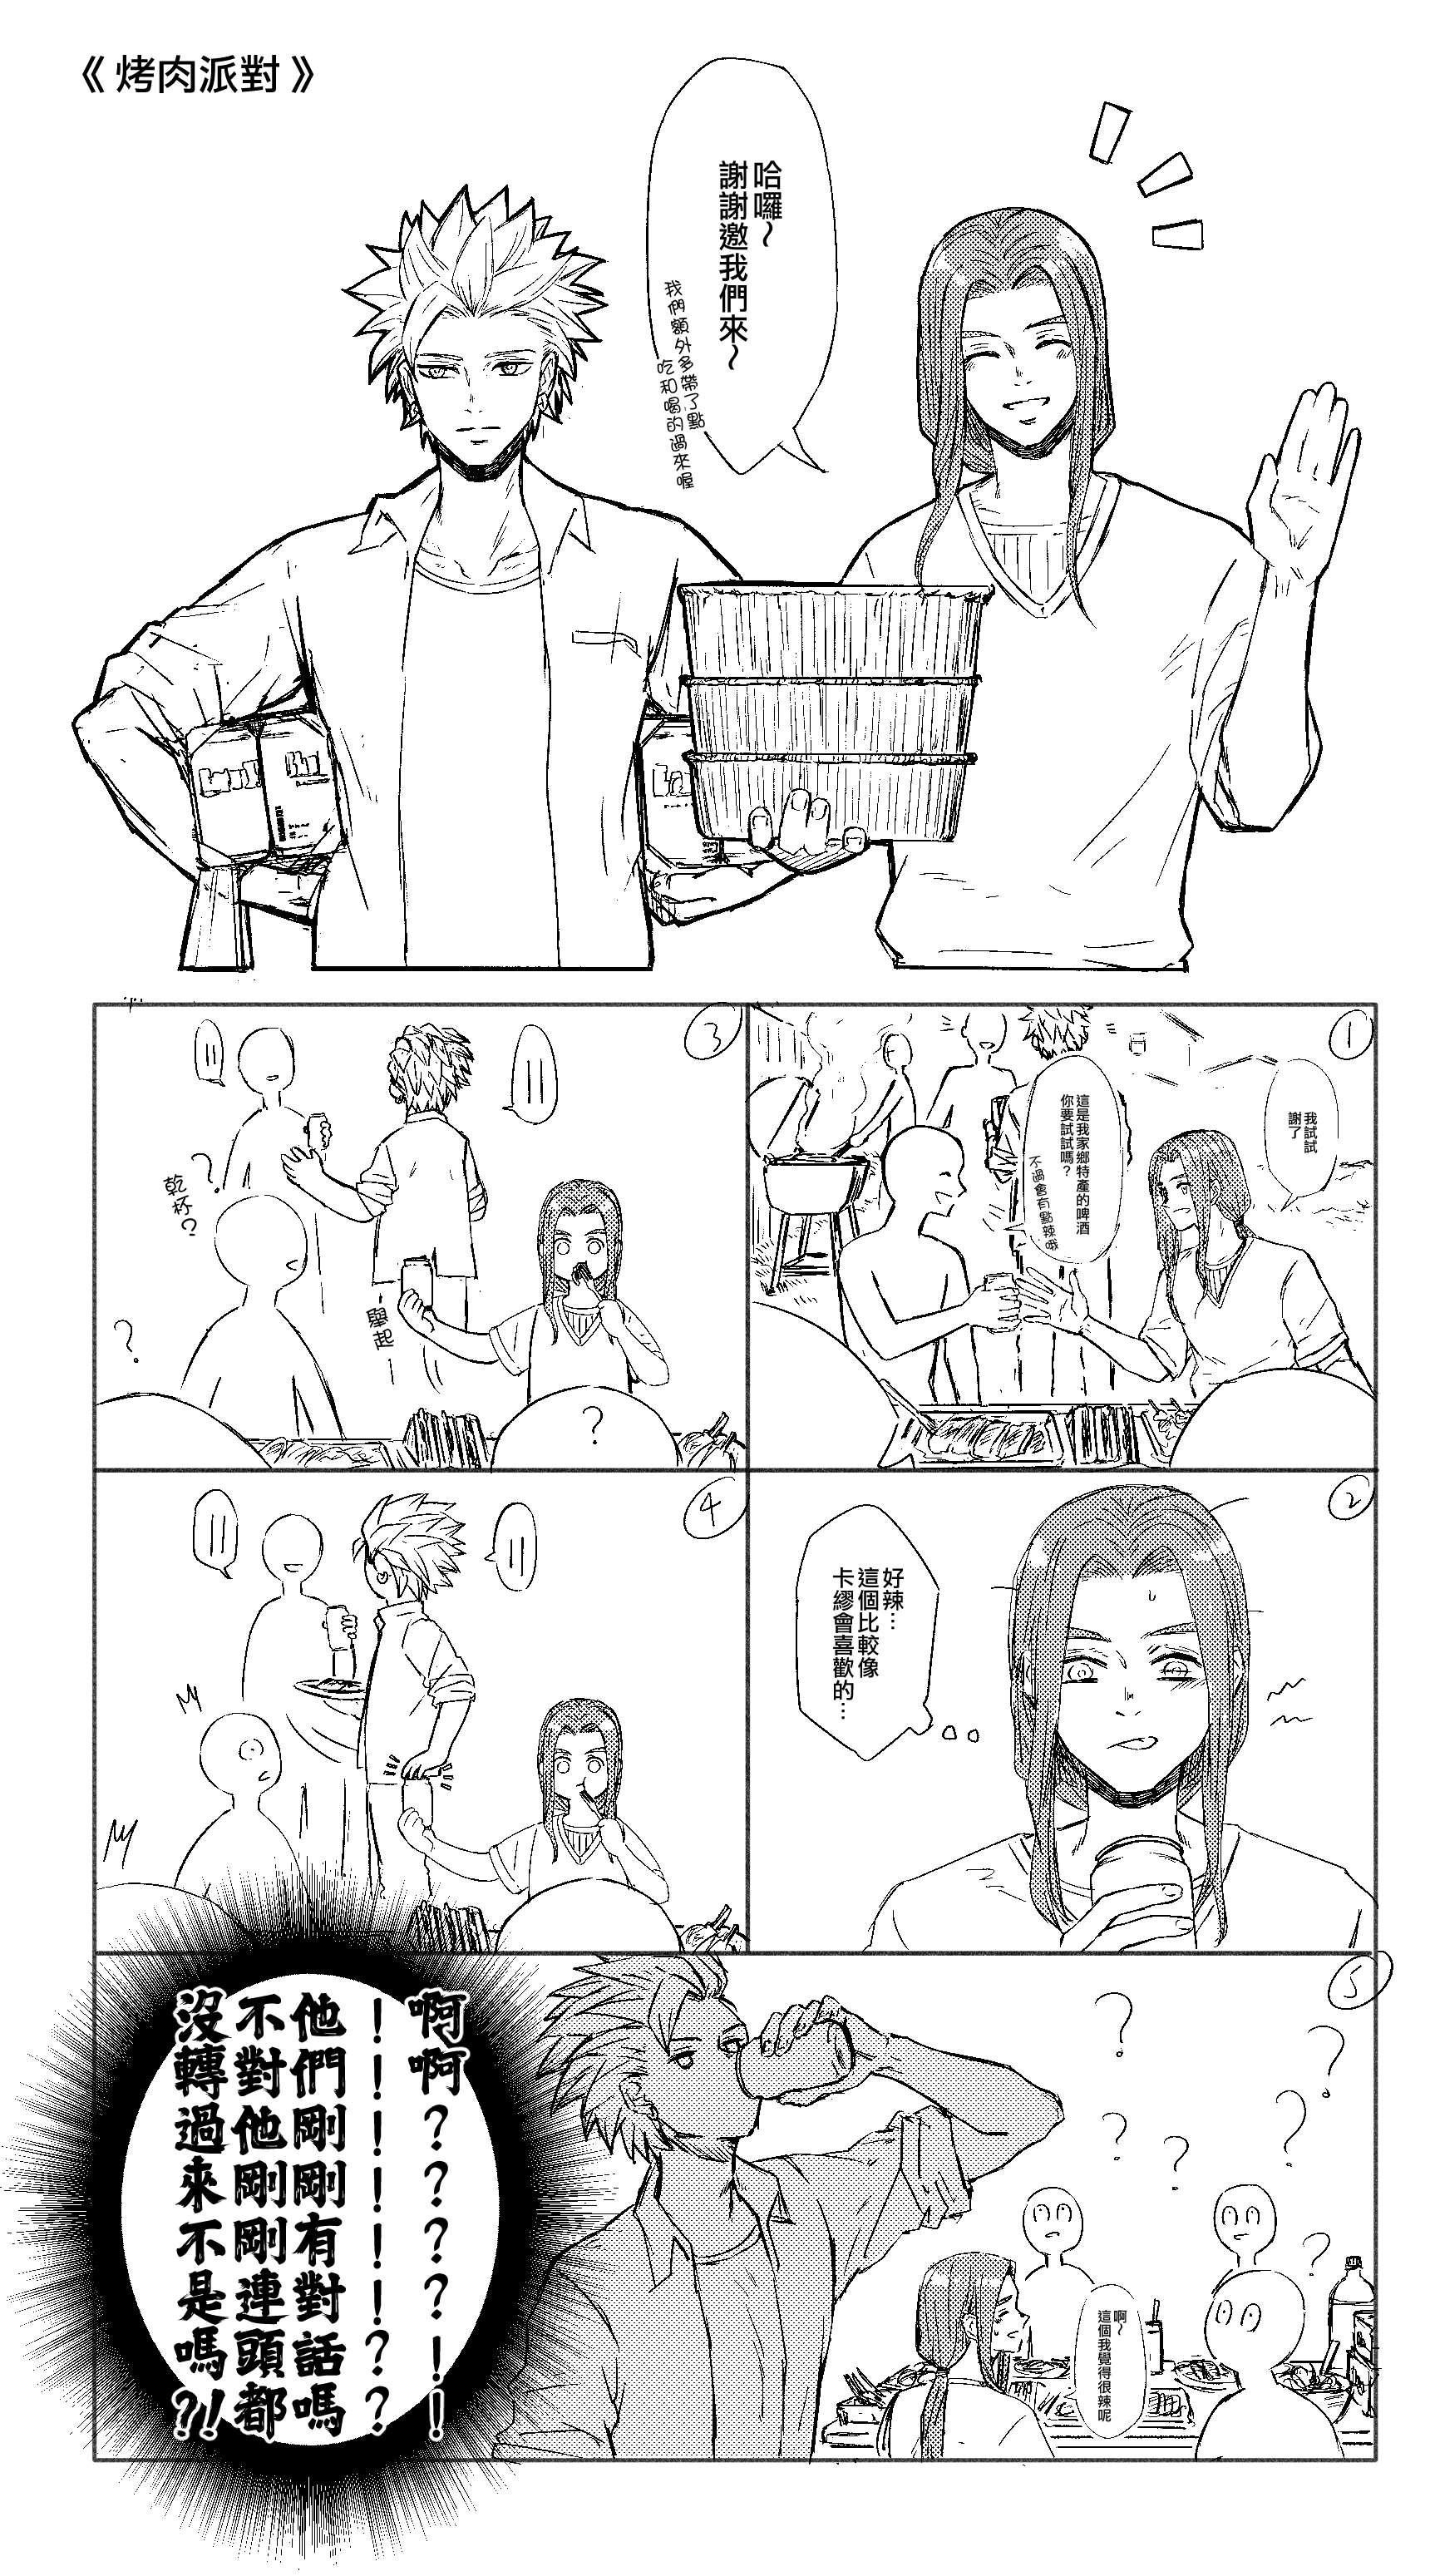 《烤肉派對》
哈囉~
謝謝邀我們來~
我們額外多帶了點
吃和喝的過來喔
①
我試試
謝了
這是我家鄉特產的啤酒
你要試試嗎?
不過會有點辣哦
②
好辣…
這個比較像
卡繆會喜歡的…
③
?
乾杯?
舉起
?
?
④
⑤
啊啊????!!
!!!!!???
他們剛剛有對話嗎
不對他剛剛連頭都
沒轉過來不是嗎?!
?
?
?
?
?
?
?
啊~
這個我覺得很辣呢